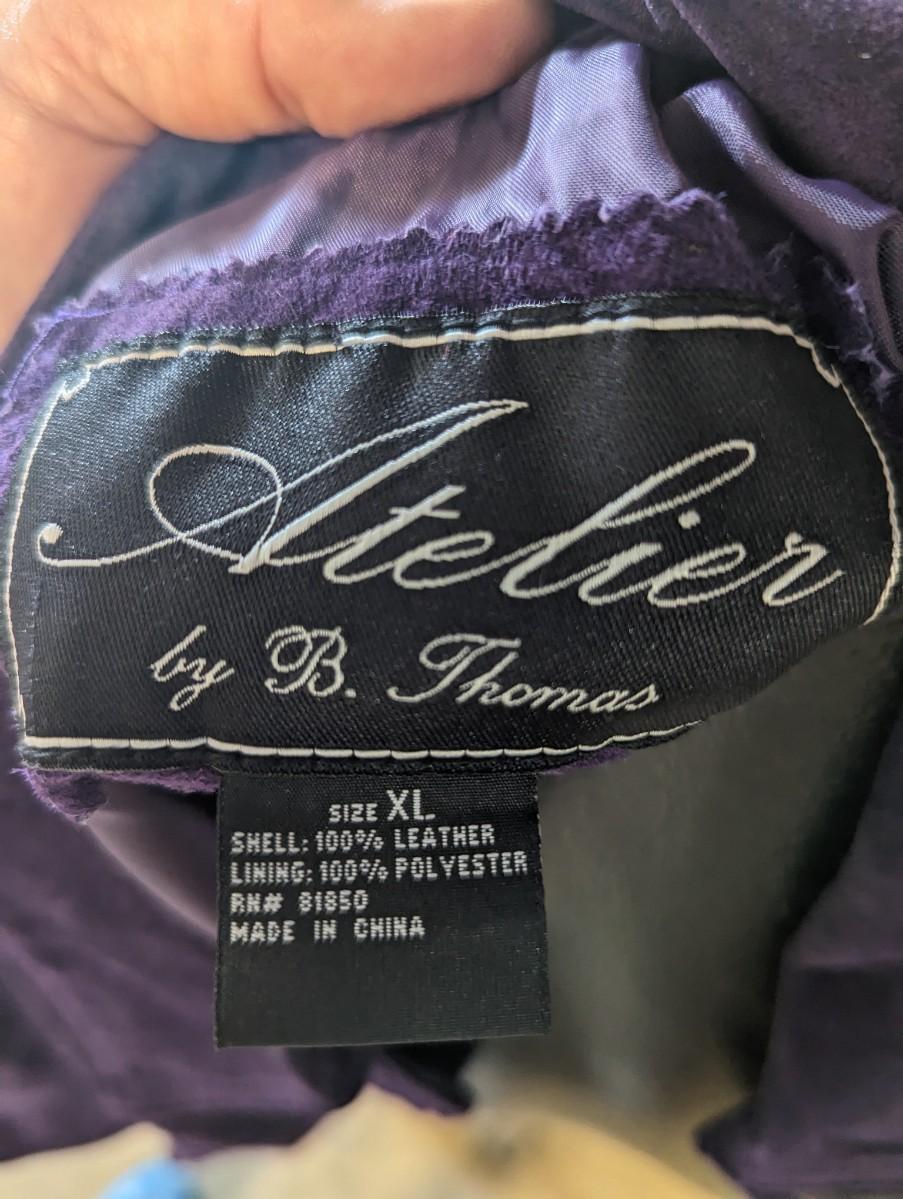 Atelier
by B. Thomas
SIZE XL
SHELL: 100% LEATHER
LINING: 100% POLYESTER
RN# 81850
MADE IN CHINA